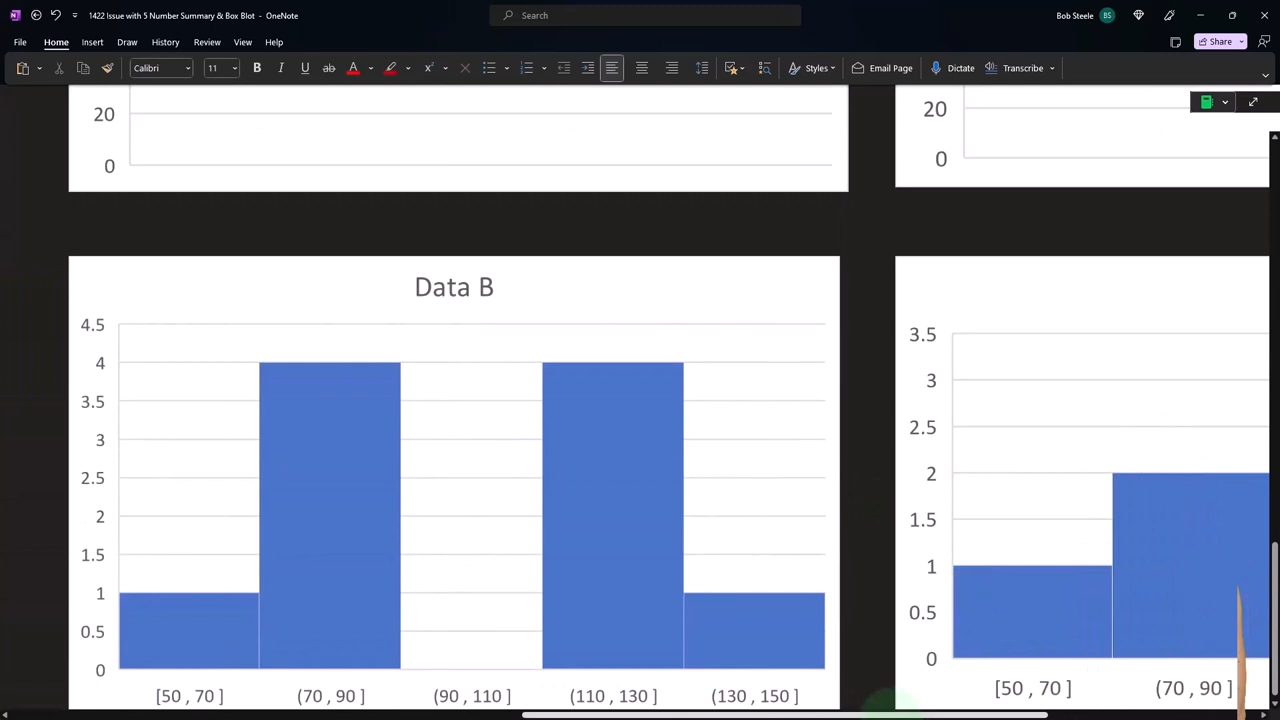 1422 Issue with 5 Number Summary & Box Blot - OneNote
Search
Bob Steele
BS
File Home Insert Draw History Review View Help
Share
Calibri 11 B I U ab A Styles Email Page Dictate Transcribe
20
0
20
0
Data B
4.5
4
3.5
3
2.5
2
1.5
1
0.5
0
[50 , 70 ] (70 , 90 ] (90 , 110 ] (110 , 130 ] (130 , 150 ]
3.5
3
2.5
2
1.5
1
0.5
0
[50 , 70 ] (70 , 90 ]